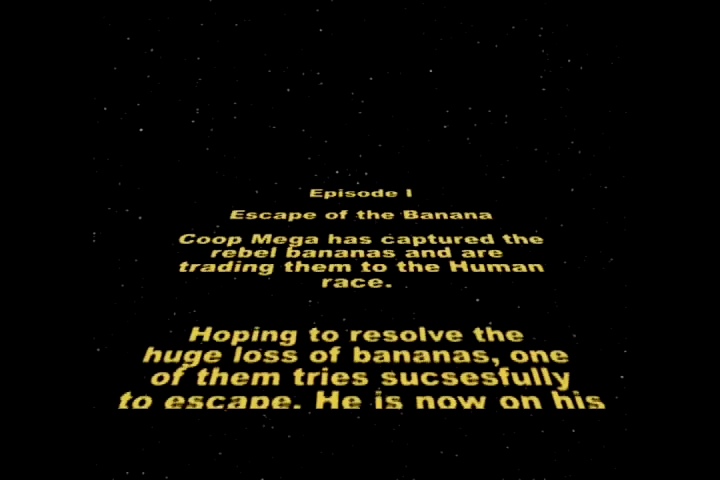 Episode I
Escape of the Banana
Coop Mega has captured the
rebel bananas and are
trading them to the Human
race.
Hoping to resolve the
huge loss of bananas, one
of them tries sucsesfully
to escape. He is now on his